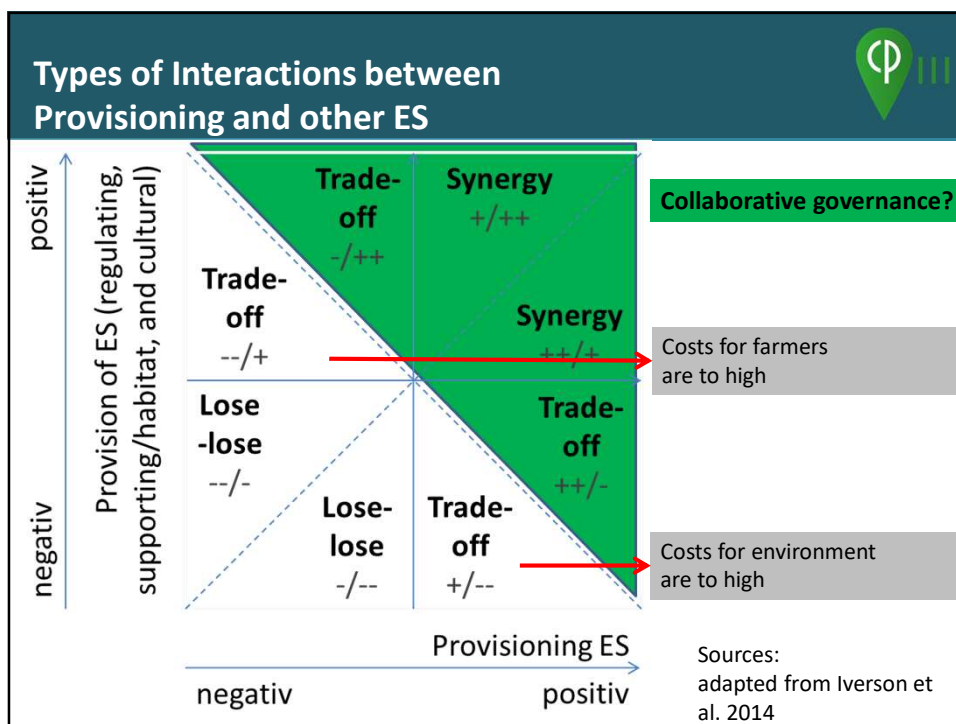 Types of Interactions between
Provisioning and other ES
positiv
negativ
Provision of ES (regulating,
supporting/habitat, and cultural)
Trade-
off
-/++
Synergy
+/++
Collaborative governance?
Trade-
off
--/+
Synergy
++/+
Costs for farmers
are to high
Lose
-lose
--/-
Trade-
off
++/-
Lose-
lose
-/--
Trade-
off
+/--
Costs for environment
are to high
Provisioning ES
negativ
positiv
Sources:
adapted from Iverson et
al. 2014